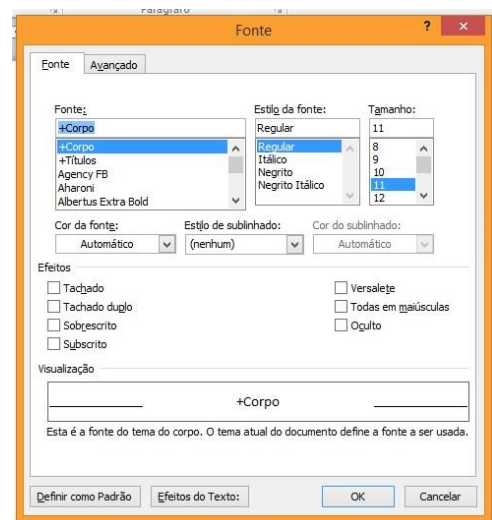 Parágrafo
Fonte
?
Fonte Avançado
Fonte: Estilo da fonte: Tamanho:
+Corpo Regular 11
+Corpo Regular 8
+Títulos Itálico 9
Agency FB Negrito 10
Aharoni Negrito Itálico 11
Albertus Extra Bold 12
Cor da fonte: Estilo de sublinhado: Cor do sublinhado:
Automático (nenhum) Automático
Efeitos
Tachado Versalete
Tachado duplo Todas em maiúsculas
Sobrescrito Oculto
Subscrito
Visualização
+Corpo
Esta é a fonte do tema do corpo. O tema atual do documento define a fonte a ser usada.
Definir como Padrão Efeitos do Texto: OK Cancelar